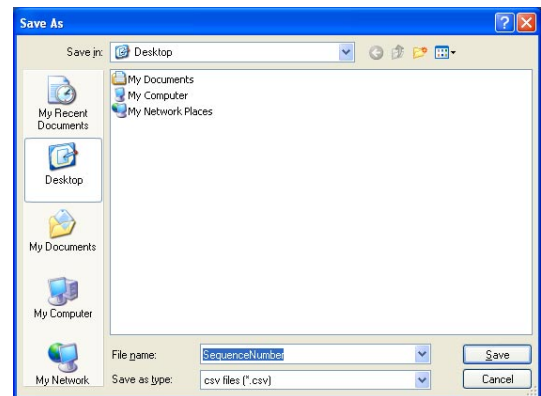 Save As
Save in: Desktop
My Recent
Documents
Desktop
My Documents
My Computer
My Network
My Documents
My Computer
My Network Places
File name: SequenceNumber Save
Save as type: csv files (*.csv) Cancel